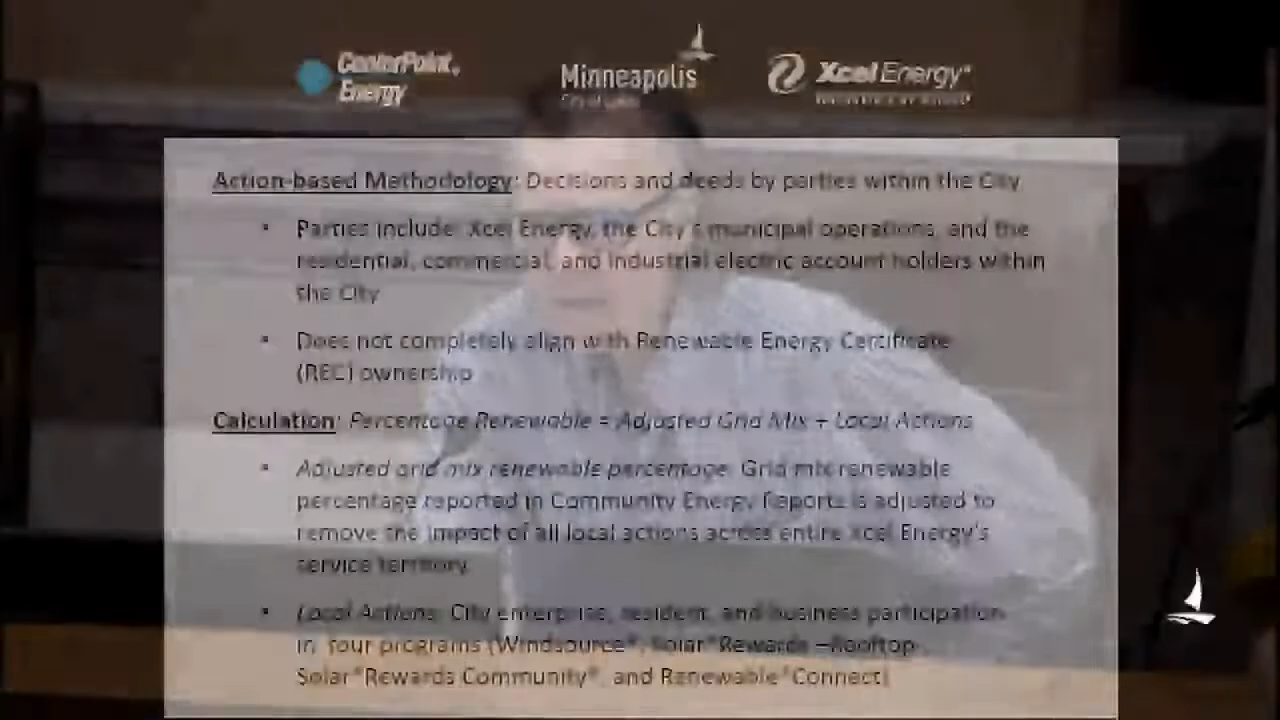 CenterPoint. Minneapolis Xcel Energy®
Energy City of Lakes
Action-based Methodology: Decisions and deeds by parties within the City
• Parties include: Xcel Energy, the City's municipal operations, and the
residential, commercial, and industrial electric account holders within
the City
• Does not completely align with Renewable Energy Certificate
(REC) ownership
Calculation: Percentage Renewable = Adjusted Grid Mix + Local Actions
• Adjusted grid mix renewable percentage: Grid mix renewable
percentage reported in Community Energy Reports is adjusted to
remove the impact of all local actions across entire Xcel Energy's
service territory
• Local Actions: City enterprise, resident, and business participation
in four programs (Windsource®, Solar*Rewards –Rooftop
Solar*Rewards Community®, and Renewable*Connect)